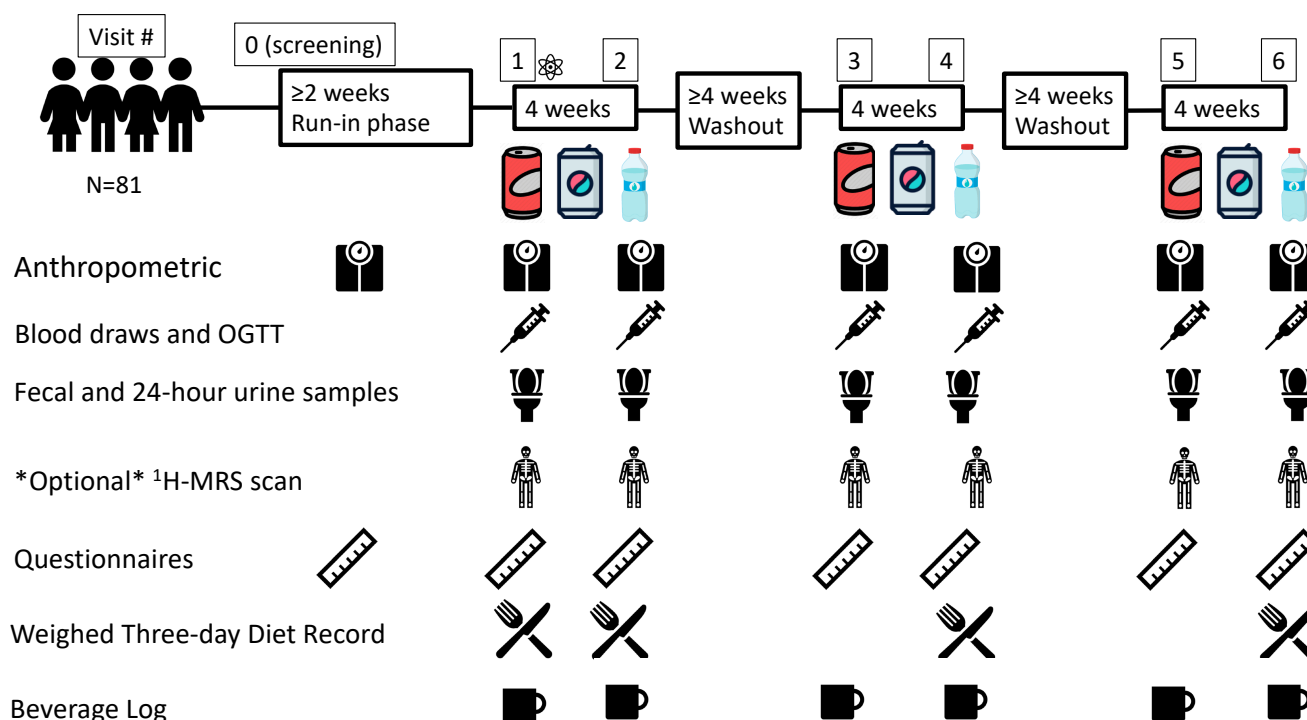 Visit #
0 (screening)
1
2
3
4
5
6
≥2 weeks
Run-in phase
4 weeks
≥4 weeks
Washout
4 weeks
≥4 weeks
Washout
4 weeks
N=81
Anthropometric
Blood draws and OGTT
Fecal and 24-hour urine samples
*Optional* ¹H-MRS scan
Questionnaires
Weighed Three-day Diet Record
Beverage Log